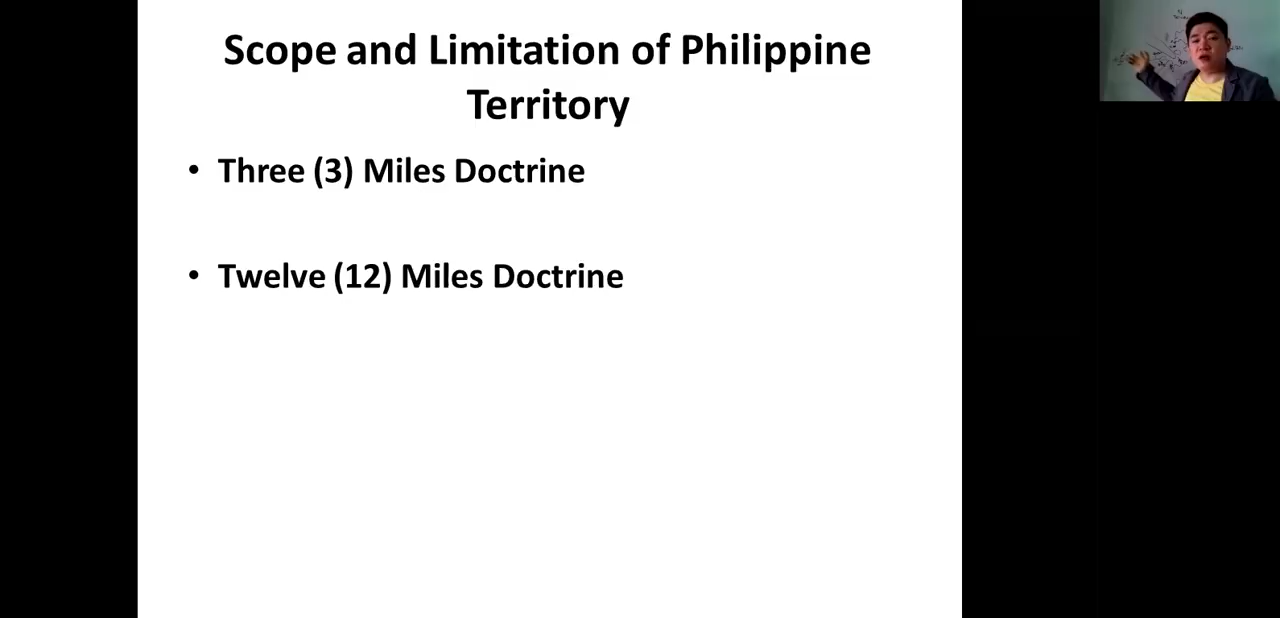 Scope and Limitation of Philippine
Territory
• Three (3) Miles Doctrine
• Twelve (12) Miles Doctrine